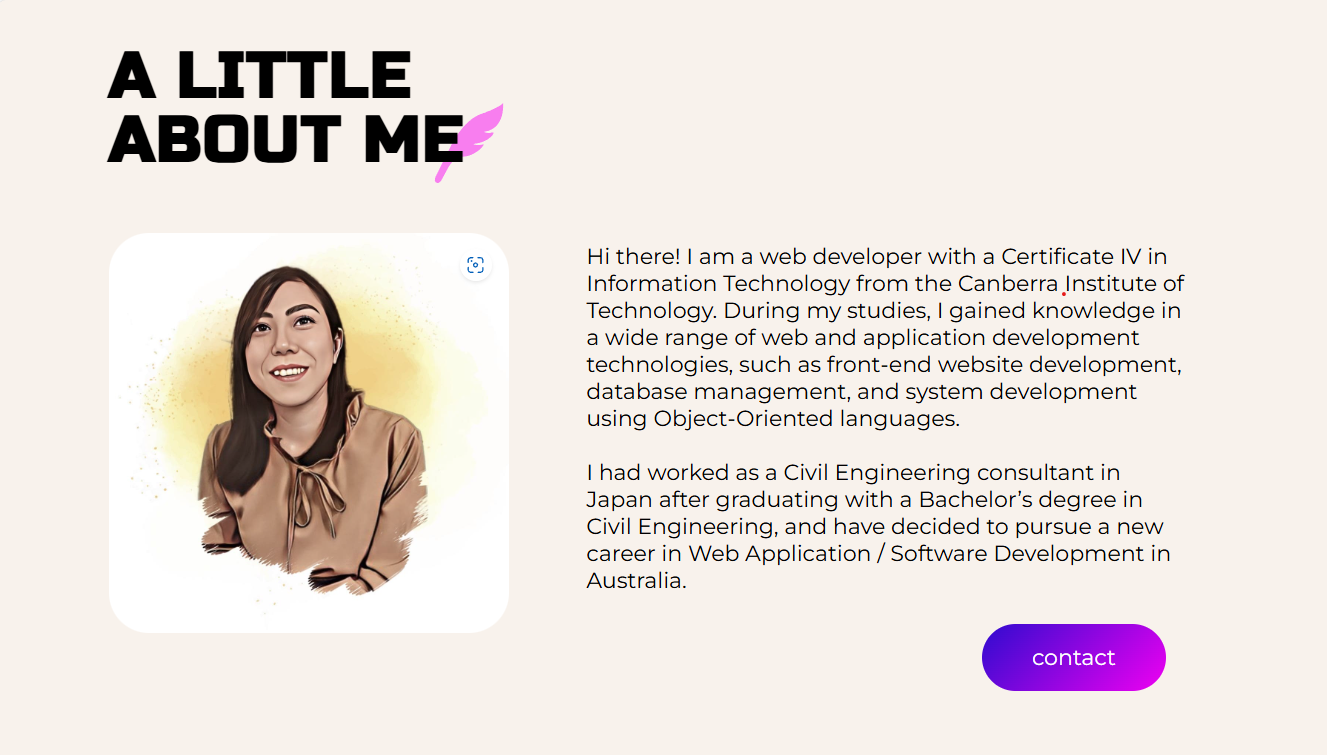 A LITTLE
ABOUT ME
Hi there! I am a web developer with a Certificate IV in
Information Technology from the Canberra Institute of
Technology. During my studies, I gained knowledge in
a wide range of web and application development
technologies, such as front-end website development,
database management, and system development
using Object-Oriented languages.
I had worked as a Civil Engineering consultant in
Japan after graduating with a Bachelor’s degree in
Civil Engineering, and have decided to pursue a new
career in Web Application / Software Development in
Australia.
contact